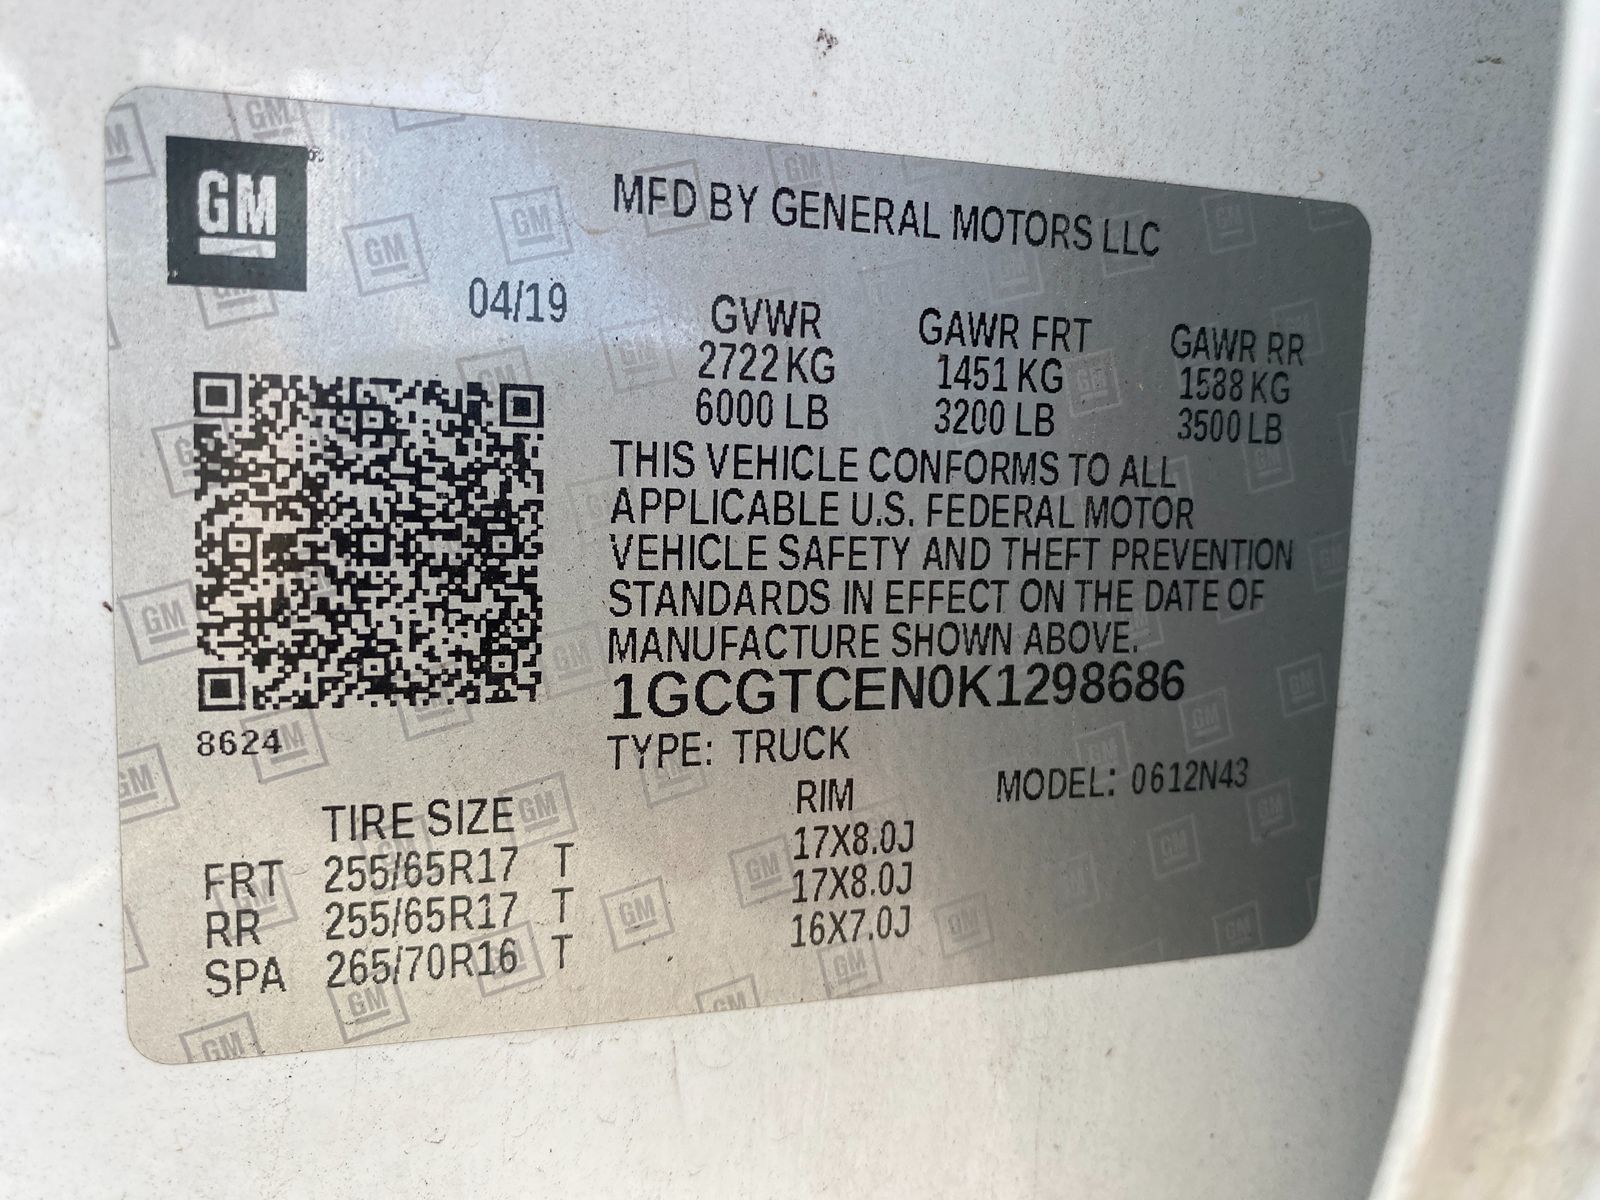 GM
MFD BY GENERAL MOTORS LLC
04/19
GVWR GAWR FRT GAWR RR
2722 KG 1451 KG 1588 KG
6000 LB 3200 LB 3500 LB
THIS VEHICLE CONFORMS TO ALL
APPLICABLE U.S. FEDERAL MOTOR
VEHICLE SAFETY AND THEFT PREVENTION
STANDARDS IN EFFECT ON THE DATE OF
MANUFACTURE SHOWN ABOVE.
1GCGTCEN0K1298686
8624
TYPE: TRUCK MODEL: 0612N43
TIRE SIZE RIM
FRT 255/65R17 T 17X8.0J
RR 255/65R17 T 17X8.0J
SPA 265/70R16 T 16X7.0J